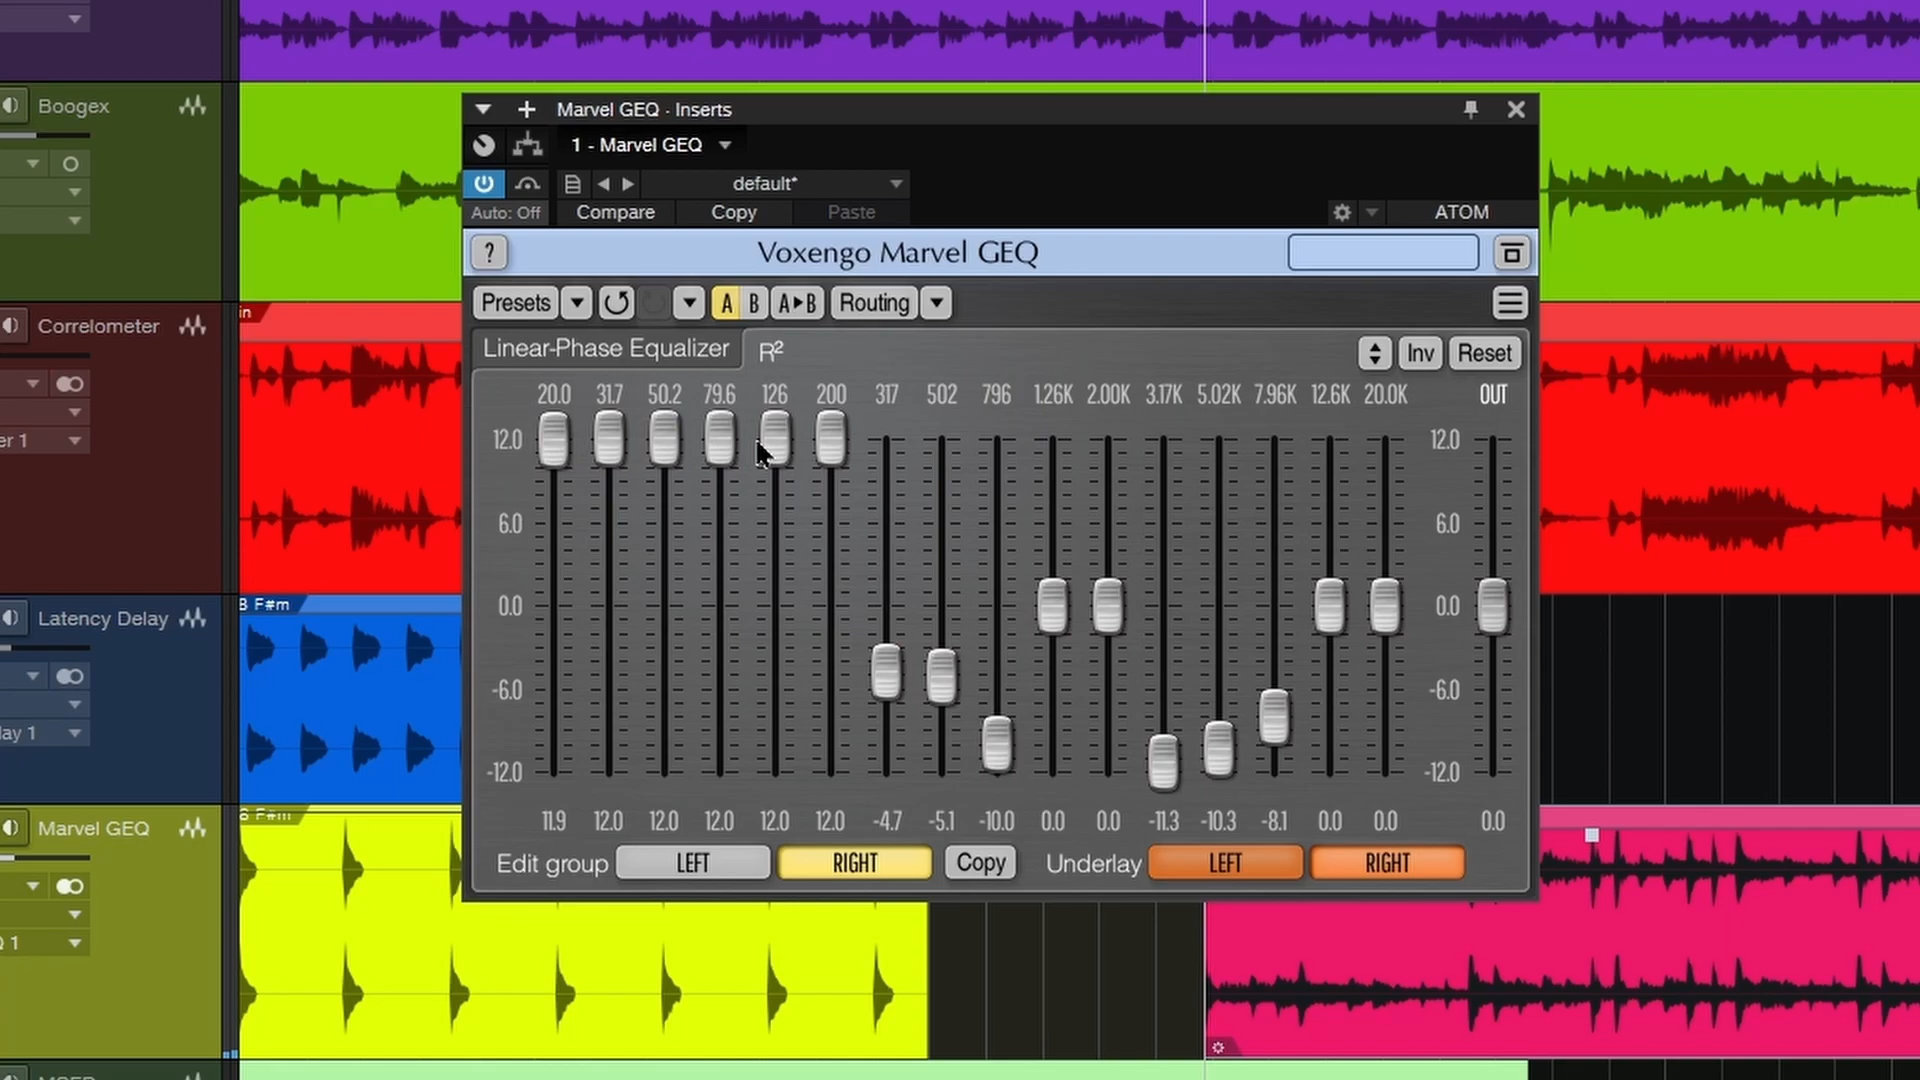 Boogex
Correlometer
er 1
Latency Delay
lay 1
Marvel GEQ
Q 1
in
B F#m
Marvel GEQ - Inserts
1 - Marvel GEQ
default*
Auto: Off Compare Copy Paste ATOM
? Voxengo Marvel GEQ
Presets A B A▸B Routing
Linear-Phase Equalizer R² Inv Reset
20.0 31.7 50.2 79.6 126 200 317 502 796 1.26K 2.00K 3.17K 5.02K 7.96K 12.6K 20.0K OUT
12.0 12.0
6.0 6.0
0.0 0.0
-6.0 -6.0
-12.0 -12.0
11.9 12.0 12.0 12.0 12.0 12.0 -4.7 -5.1 -10.0 0.0 0.0 -11.3 -10.3 -8.1 0.0 0.0 0.0
Edit group LEFT RIGHT Copy Underlay LEFT RIGHT